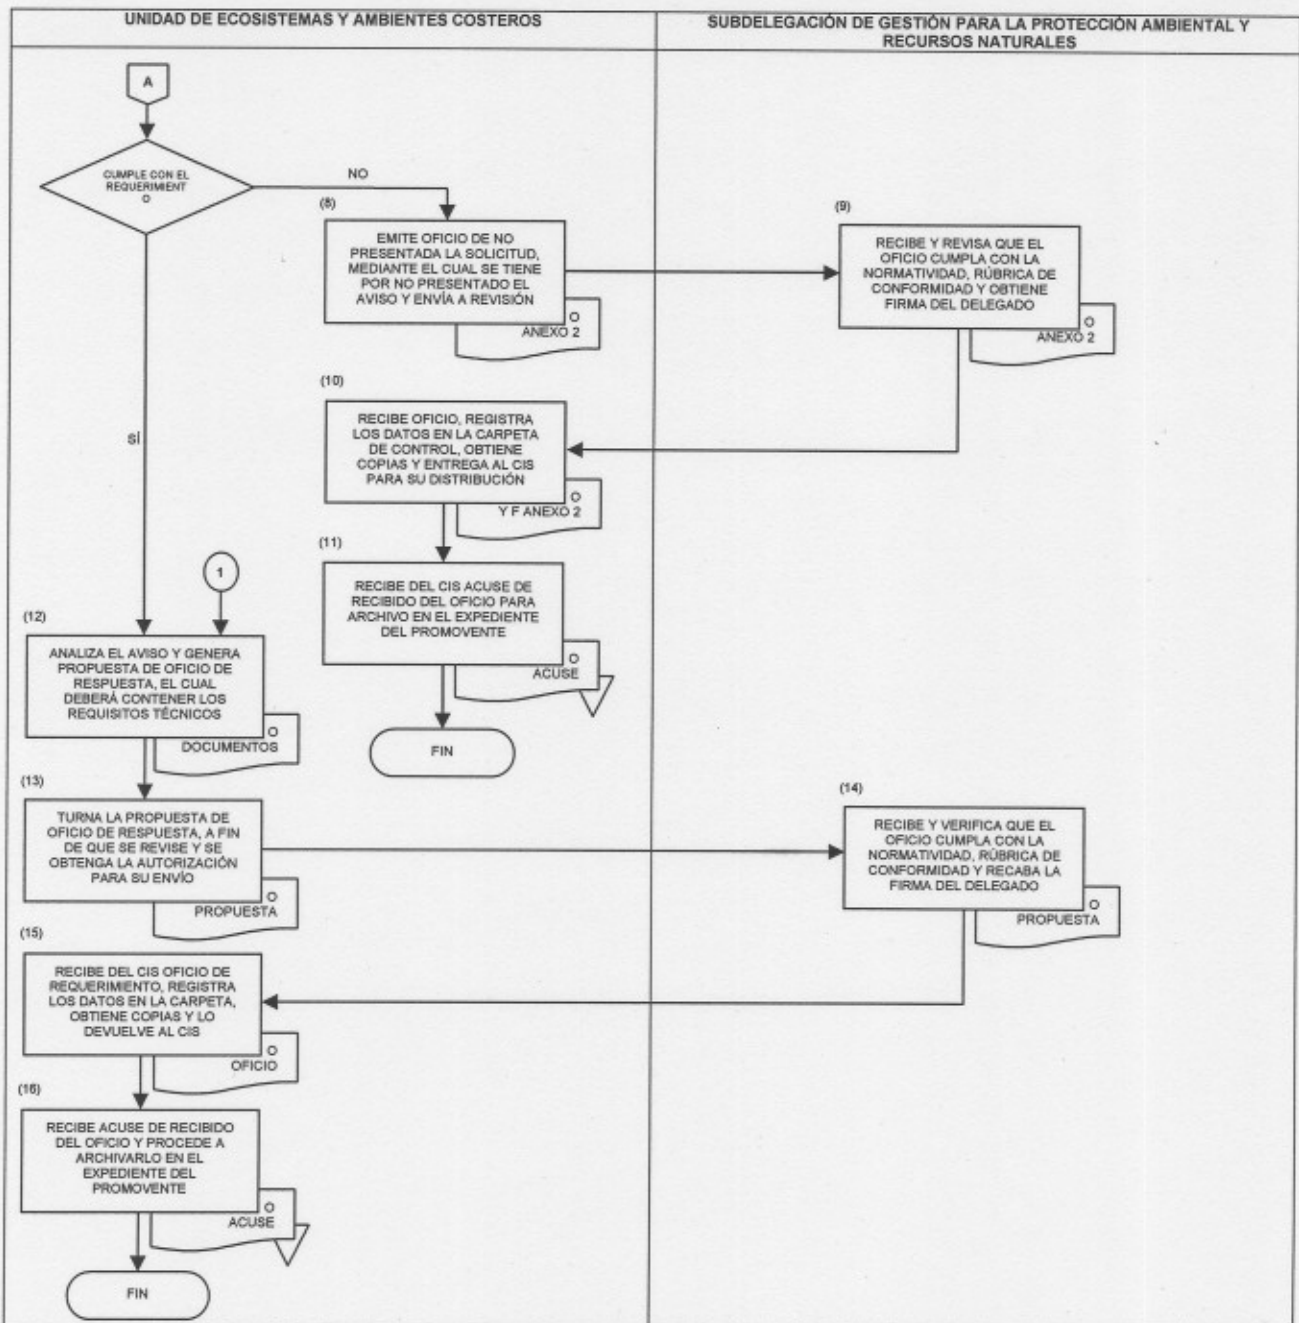 UNIDAD DE ECOSISTEMAS Y AMBIENTES COSTEROS
SUBDELEGACIÓN DE GESTIÓN PARA LA PROTECCIÓN AMBIENTAL Y
RECURSOS NATURALES
A
CUMPLE CON EL
REQUERIMIENT
O
NO
(8)
EMITE OFICIO DE NO
PRESENTADA LA SOLICITUD,
MEDIANTE EL CUAL SE TIENE
POR NO PRESENTADO EL
AVISO Y ENVÍA A REVISIÓN
O
ANEXO 2
(9)
RECIBE Y REVISA QUE EL
OFICIO CUMPLA CON LA
NORMATIVIDAD, RÚBRICA DE
CONFORMIDAD Y OBTIENE
FIRMA DEL DELEGADO
O
ANEXO 2
(10)
RECIBE OFICIO, REGISTRA
LOS DATOS EN LA CARPETA
DE CONTROL, OBTIENE
COPIAS Y ENTREGA AL CIS
PARA SU DISTRIBUCIÓN
O
Y F ANEXO 2
SÍ
(11)
RECIBE DEL CIS ACUSE DE
RECIBIDO DEL OFICIO PARA
ARCHIVO EN EL EXPEDIENTE
DEL PROMOVENTE
O
ACUSE
FIN
1
(12)
ANALIZA EL AVISO Y GENERA
PROPUESTA DE OFICIO DE
RESPUESTA, EL CUAL
DEBERÁ CONTENER LOS
REQUISITOS TÉCNICOS
O
DOCUMENTOS
(13)
TURNA LA PROPUESTA DE
OFICIO DE RESPUESTA, A FIN
DE QUE SE REVISE Y SE
OBTENGA LA AUTORIZACIÓN
PARA SU ENVÍO
O
PROPUESTA
(14)
RECIBE Y VERIFICA QUE EL
OFICIO CUMPLA CON LA
NORMATIVIDAD, RÚBRICA DE
CONFORMIDAD Y RECABA LA
FIRMA DEL DELEGADO
O
PROPUESTA
(15)
RECIBE DEL CIS OFICIO DE
REQUERIMIENTO, REGISTRA
LOS DATOS EN LA CARPETA,
OBTIENE COPIAS Y LO
DEVUELVE AL CIS
O
OFICIO
(16)
RECIBE ACUSE DE RECIBIDO
DEL OFICIO Y PROCEDE A
ARCHIVARLO EN EL
EXPEDIENTE DEL
PROMOVENTE
O
ACUSE
FIN